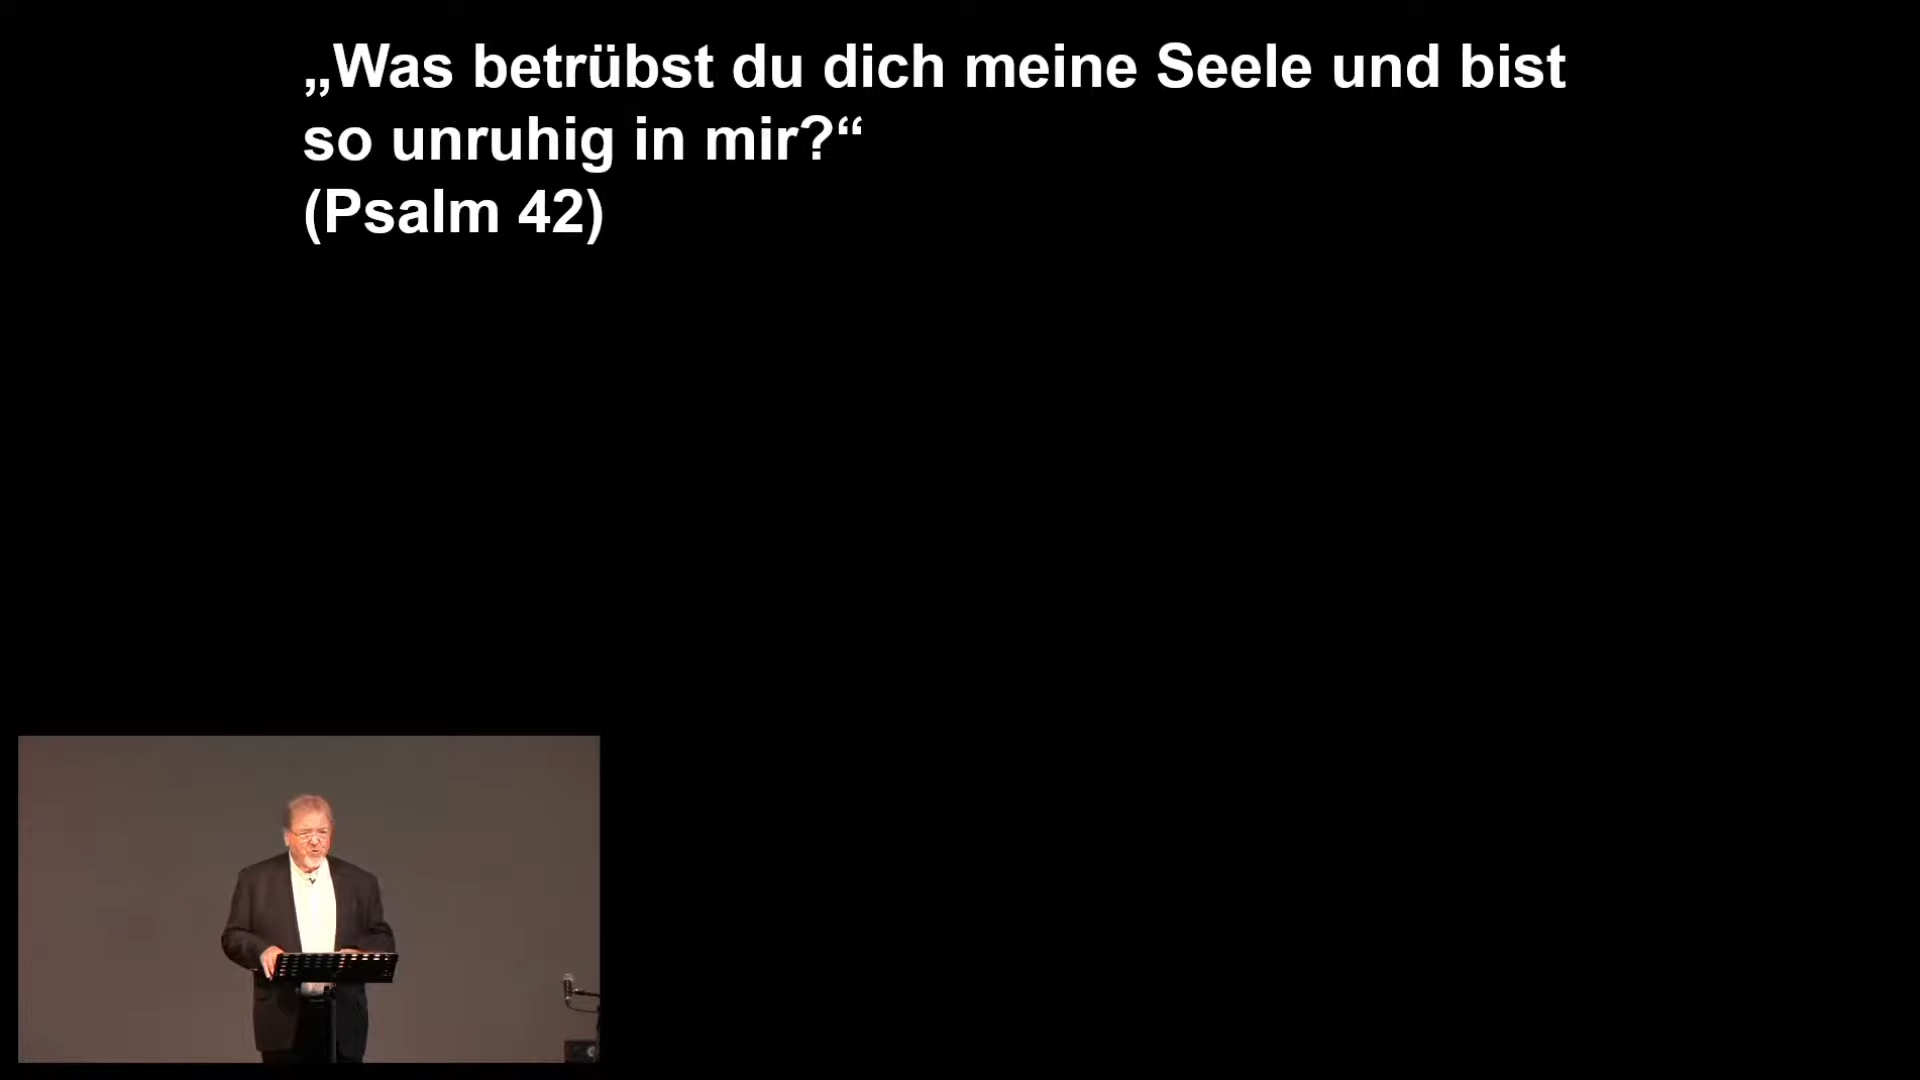 „Was betrübst du dich meine Seele und bist
so unruhig in mir?“
(Psalm 42)